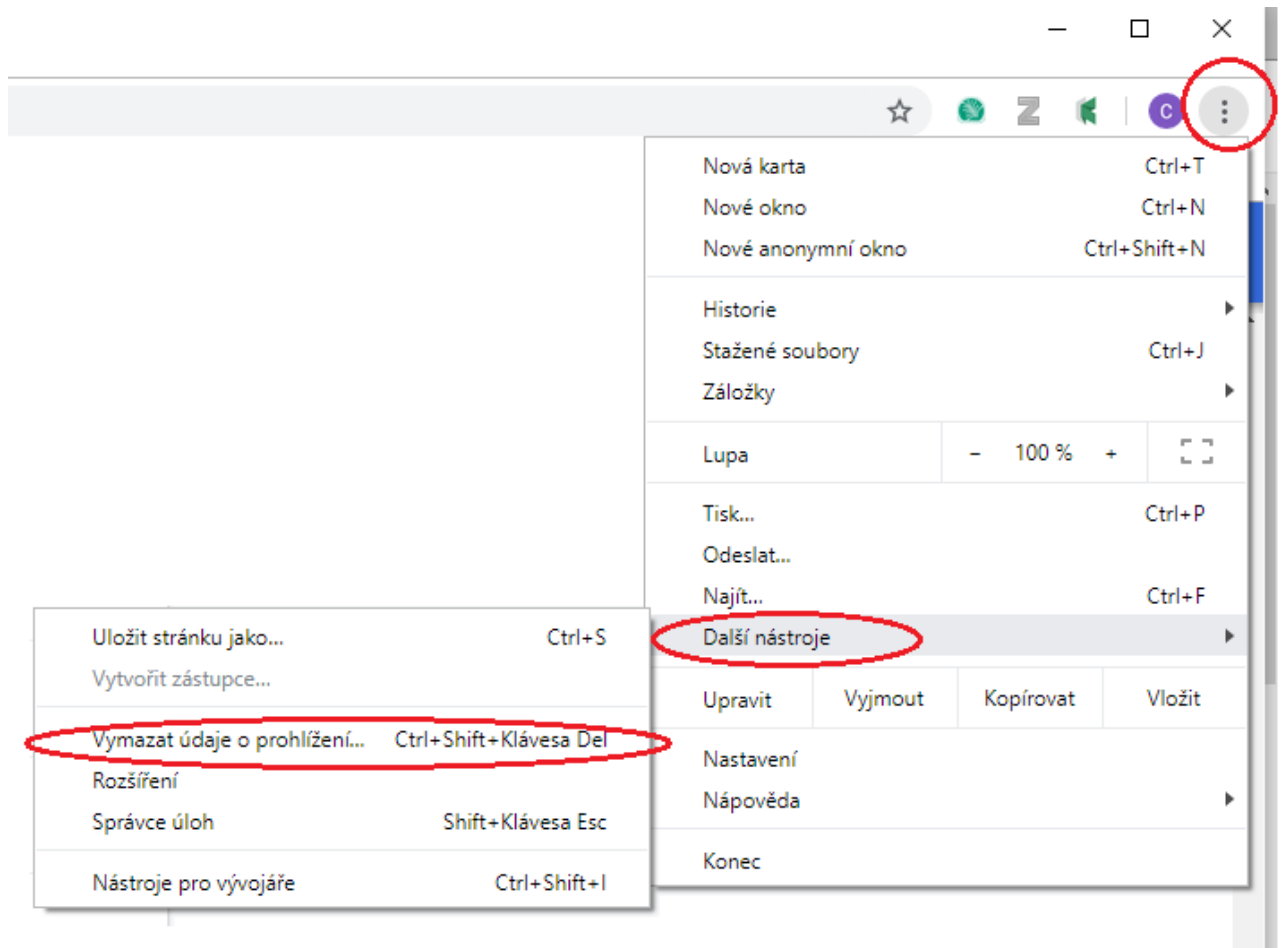 C
Nová karta Ctrl+T
Nové okno Ctrl+N
Nové anonymní okno Ctrl+Shift+N
Historie
Stažené soubory Ctrl+J
Záložky
Lupa - 100 % +
Tisk... Ctrl+P
Odeslat...
Najít... Ctrl+F
Další nástroje
Upravit Vyjmout Kopírovat Vložit
Nastavení
Nápověda
Konec
Uložit stránku jako... Ctrl+S
Vytvořit zástupce...
Vymazat údaje o prohlížení... Ctrl+Shift+Klávesa Del
Rozšíření
Správce úloh Shift+Klávesa Esc
Nástroje pro vývojáře Ctrl+Shift+I